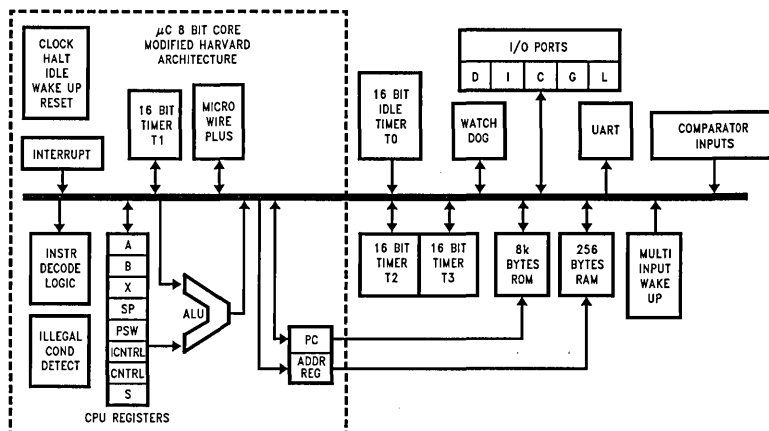 µC 8 BIT CORE
MODIFIED HARVARD
ARCHITECTURE
CLOCK
HALT
IDLE
WAKE UP
RESET
INTERRUPT
16 BIT
TIMER
T1
MICRO
WIRE
PLUS
16 BIT
IDLE
TIMER
T0
WATCH
DOG
I/O PORTS
D I C G L
UART
COMPARATOR
INPUTS
INSTR
DECODE
LOGIC
ILLEGAL
COND
DETECT
A
B
X
SP
PSW
ICNTRL
CNTRL
S
CPU REGISTERS
ALU
PC
ADDR
REG
16 BIT
TIMER
T2
16 BIT
TIMER
T3
8k
BYTES
ROM
256
BYTES
RAM
MULTI
INPUT
WAKE
UP